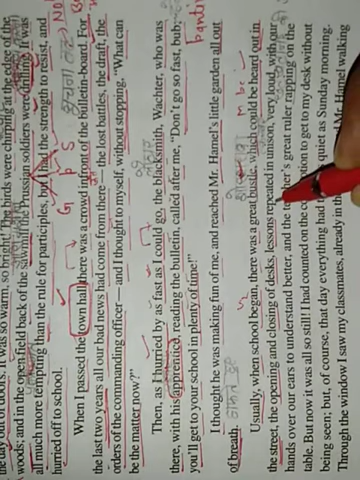 the day out of doors! It was so warm, so bright! The birds were chirping at the edge of the
woods; and in the open field back of the sawmill the Prussian soldiers were drilling. It was
all much more tempting than the rule for participles, but I had the strength to resist, and
hurried off to school.
G P S
When I passed the town hall there was a crowd in front of the bulletin-board. For
the last two years all our bad news had come from there — the lost battles, the draft, the
orders of the commanding officer — and I thought to myself, without stopping, “What can
be the matter now?”
Then, as I hurried by as fast as I could go, the blacksmith, Wachter, who was
there, with his apprentice, reading the bulletin, called after me, “Don’t go so fast, bub;
you’ll get to your school in plenty of time!”
I thought he was making fun of me, and reached Mr. Hamel’s little garden all out
of breath.
Usually, when school began, there was a great bustle, which could be heard out in
the street, the opening and closing of desks, lessons repeated in unison, very loud, with our
hands over our ears to understand better, and the teacher’s great ruler rapping on the
table. But now it was all so still! I had counted on the commotion to get to my desk without
being seen; but, of course, that day everything had quiet as Sunday morning.
Through the window I saw my classmates, already in Mr. Hamel walking